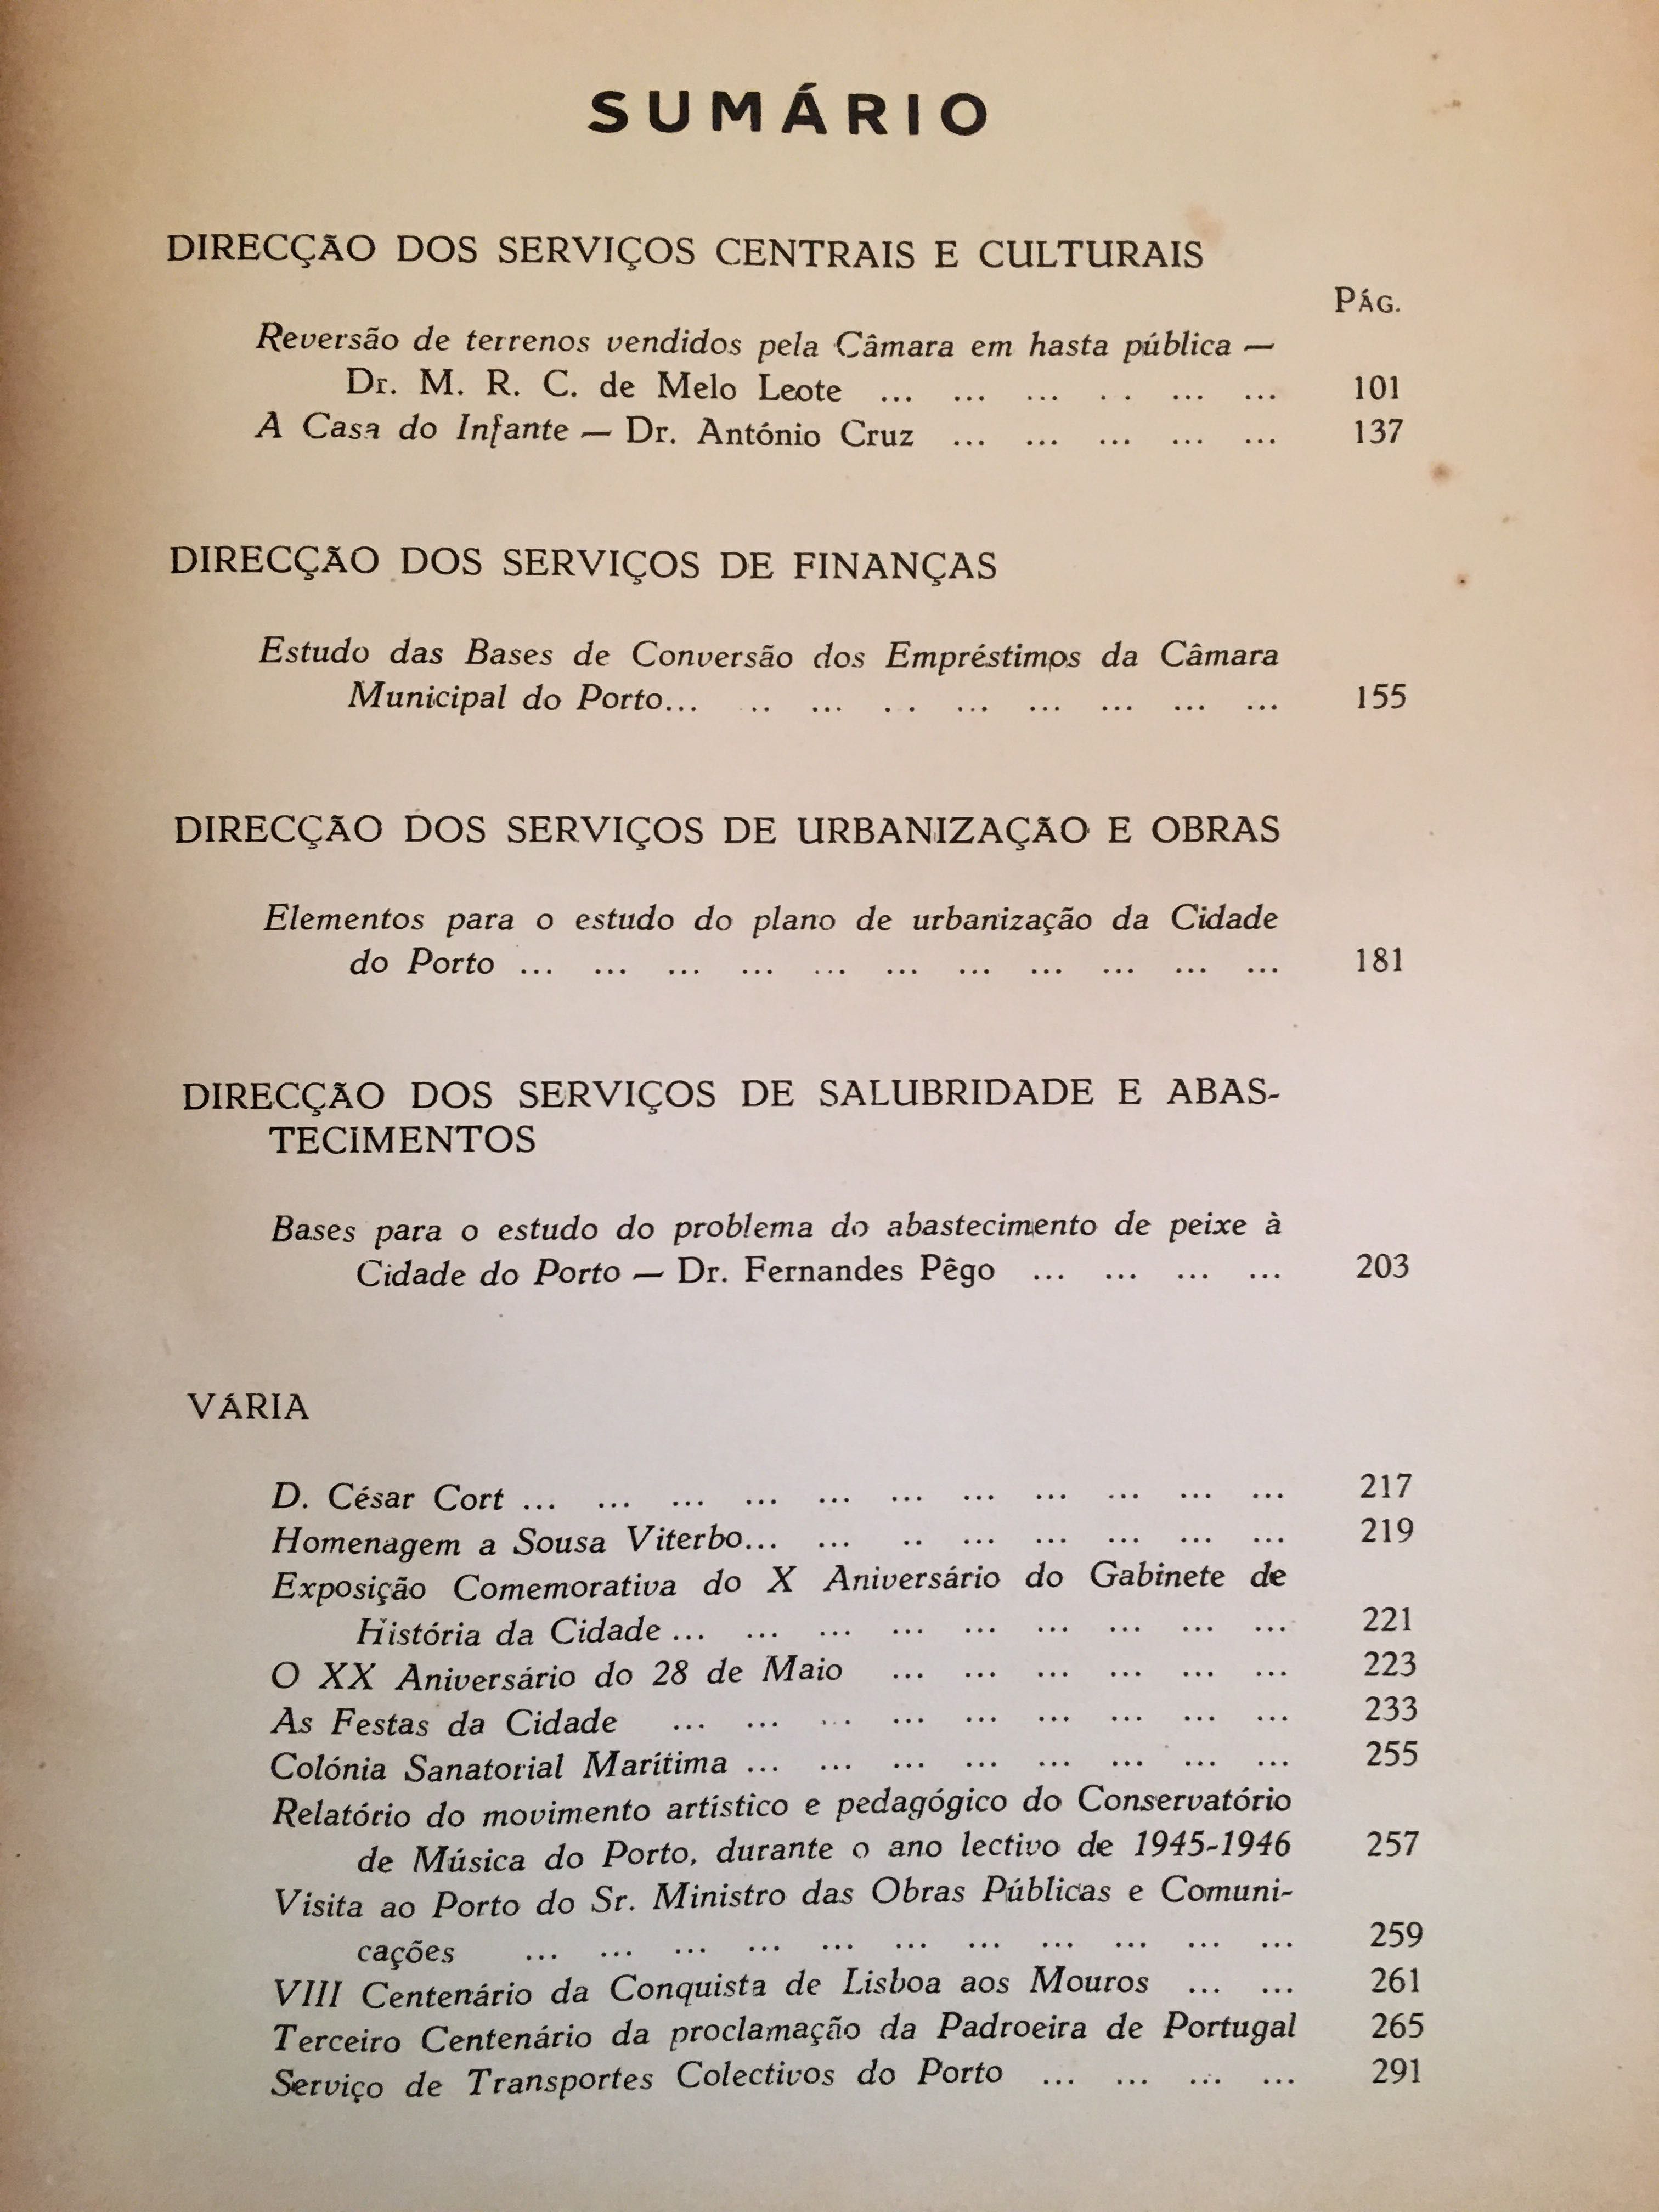 SUMÁRIO
DIRECÇÃO DOS SERVIÇOS CENTRAIS E CULTURAIS
PÁG.
Reversão de terrenos vendidos pela Câmara em hasta pública —
Dr. M. R. C. de Melo Leote ... ... ... . . ... ... 101
A Casa do Infante — Dr. António Cruz ... ... ... ... ... 137
DIRECÇÃO DOS SERVIÇOS DE FINANÇAS
Estudo das Bases de Conversão dos Empréstimos da Câmara
Municipal do Porto... .. ... . . ... ... ... ... ... 155
DIRECÇÃO DOS SERVIÇOS DE URBANIZAÇÃO E OBRAS
Elementos para o estudo do plano de urbanização da Cidade
do Porto ... ... ... ... ... ... ... ... ... ... ... 181
DIRECÇÃO DOS SERVIÇOS DE SALUBRIDADE E ABAS-
TECIMENTOS
Bases para o estudo do problema do abastecimento de peixe à
Cidade do Porto — Dr. Fernandes Pêgo ... ... ... ... 203
VÁRIA
D. César Cort ... ... ... ... ... ... ... ... ... ... ... 217
Homenagem a Sousa Viterbo... ... .. ... ... ... ... ... 219
Exposição Comemorativa do X Aniversário do Gabinete de
História da Cidade ... ... ... ... ... ... ... ... ... 221
O XX Aniversário do 28 de Maio ... ... ... ... ... ... 223
As Festas da Cidade ... ... ... ... ... ... ... ... ... 233
Colónia Sanatorial Marítima ... ... ... ... ... ... ... ... 255
Relatório do movimento artístico e pedagógico do Conservatório
de Música do Porto, durante o ano lectivo de 1945-1946 257
Visita ao Porto do Sr. Ministro das Obras Públicas e Comuni-
cações ... ... ... ... ... ... ... ... ... ... ... 259
VIII Centenário da Conquista de Lisboa aos Mouros ... ... 261
Terceiro Centenário da proclamação da Padroeira de Portugal 265
Serviço de Transportes Colectivos do Porto ... ... ... ... 291